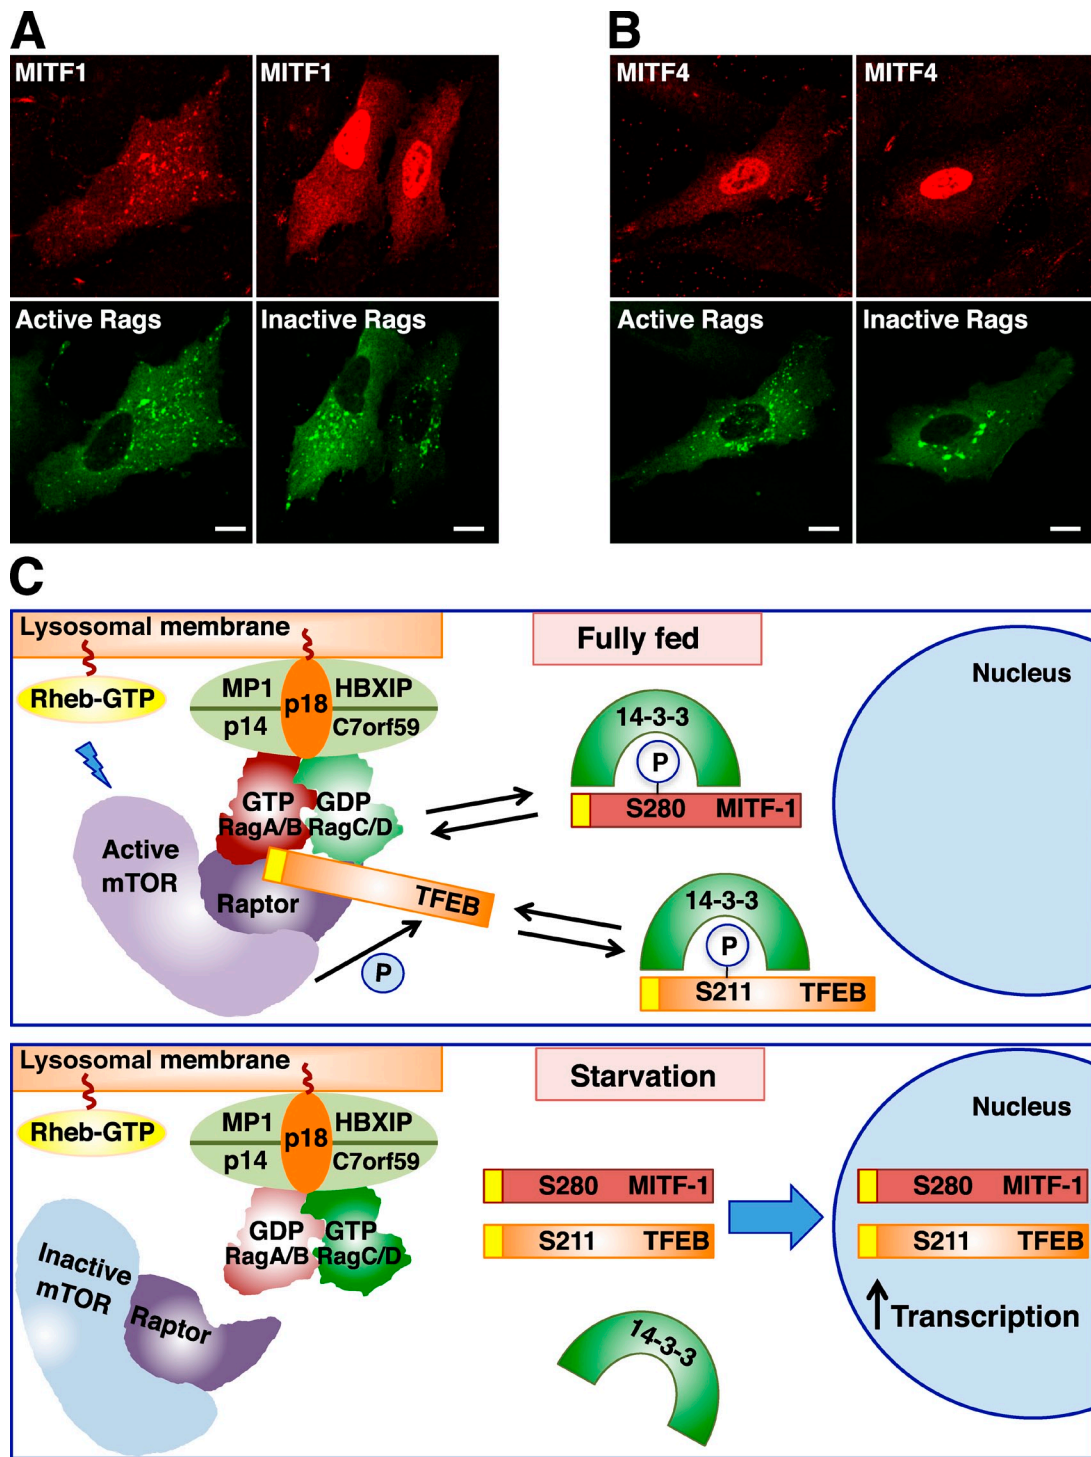 A
B
MITF1
MITF1
MITF4
MITF4
Active Rags
Inactive Rags
Active Rags
Inactive Rags
C
Lysosomal membrane
Fully fed
Nucleus
Rheb-GTP
MP1
p18
HBXIP
p14
C7orf59
14-3-3
P
S280
MITF-1
GTP
RagA/B
GDP
RagC/D
Active
mTOR
Raptor
TFEB
P
14-3-3
P
S211
TFEB
Lysosomal membrane
Starvation
Nucleus
Rheb-GTP
MP1
p18
HBXIP
p14
C7orf59
S280
MITF-1
S211
TFEB
S280
MITF-1
S211
TFEB
GDP
RagA/B
GTP
RagC/D
Inactive
mTOR
Raptor
14-3-3
Transcription